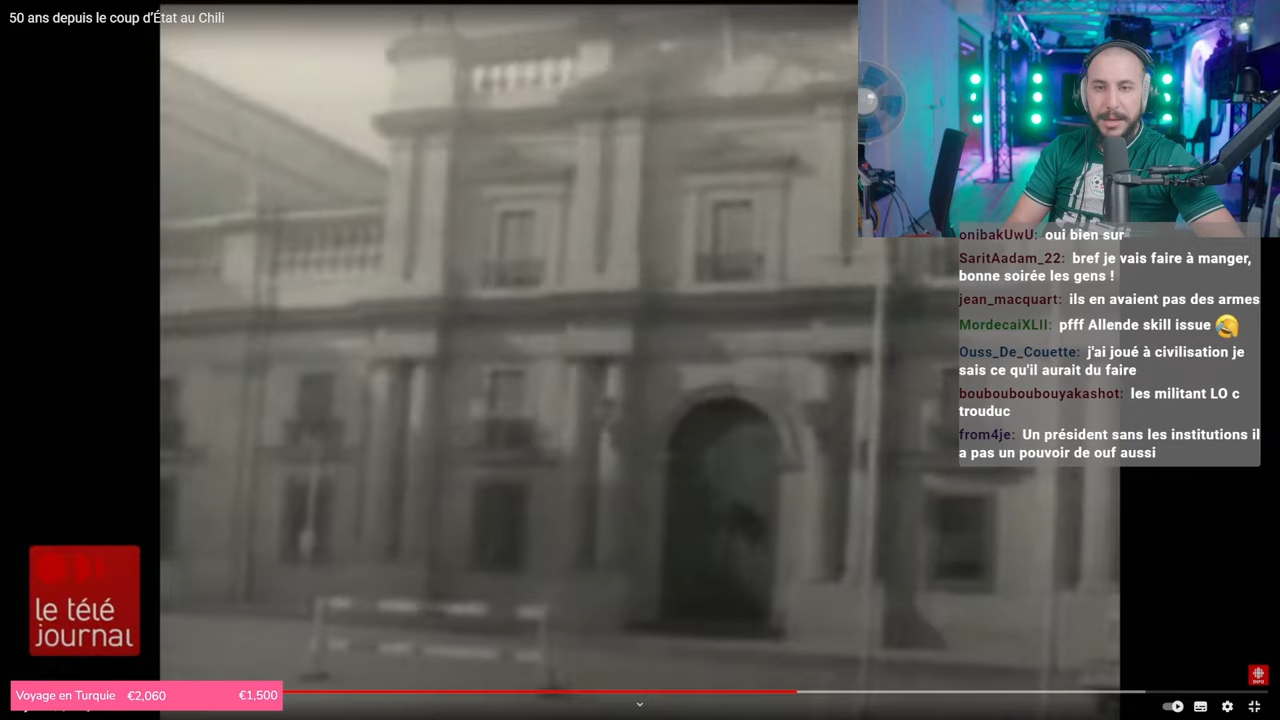 50 ans depuis le coup d'État au Chili
onibakUwU: oui bien sur
SaritAadam_22: bref je vais faire à manger,
bonne soirée les gens !
jean_macquart: ils en avaient pas des armes
MordecaiXLII: pfff Allende skill issue
Ouss_De_Couette: j'ai joué à civilisation je
sais ce qu'il aurait du faire
boubouboubouyakashot: les militant LO c
trouduc
from4je: Un président sans les institutions il
a pas un pouvoir de ouf aussi
le télé
journal
Voyage en Turquie €2,060 €1,500
INFO